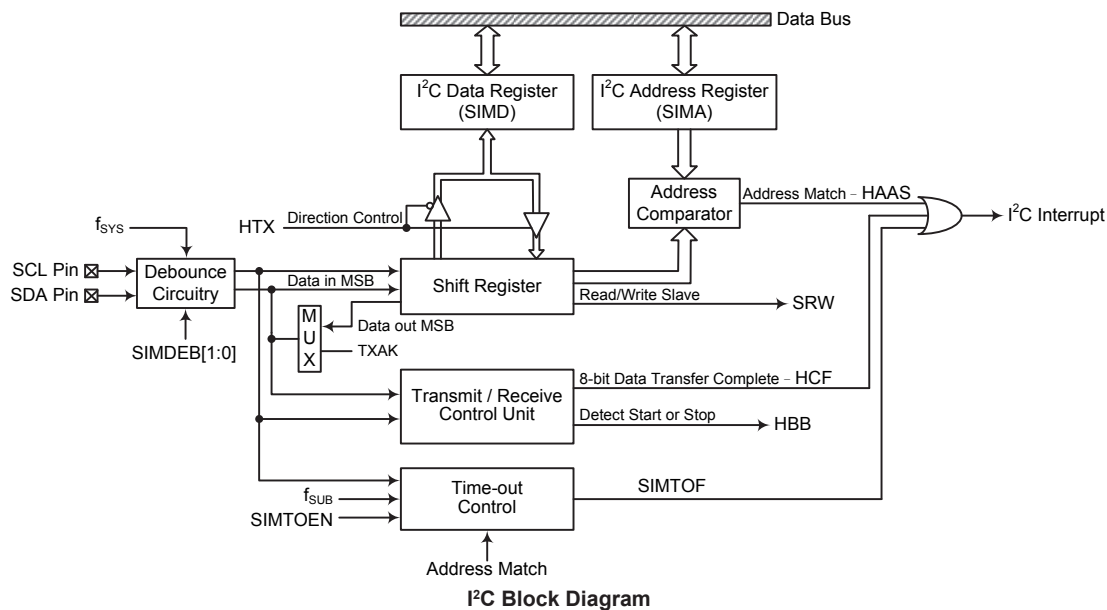 Data Bus
I²C Data Register
(SIMD)
I²C Address Register
(SIMA)
Address
Comparator
Address Match - HAAS
I²C Interrupt
HTX
Direction Control
fSYS
SCL Pin
SDA Pin
Debounce
Circuitry
SIMDEB[1:0]
Data in MSB
Shift Register
Read/Write Slave
SRW
M
U
X
Data out MSB
TXAK
Transmit / Receive
Control Unit
8-bit Data Transfer Complete - HCF
Detect Start or Stop
HBB
fSUB
SIMTOEN
Time-out
Control
SIMTOF
Address Match
I²C Block Diagram